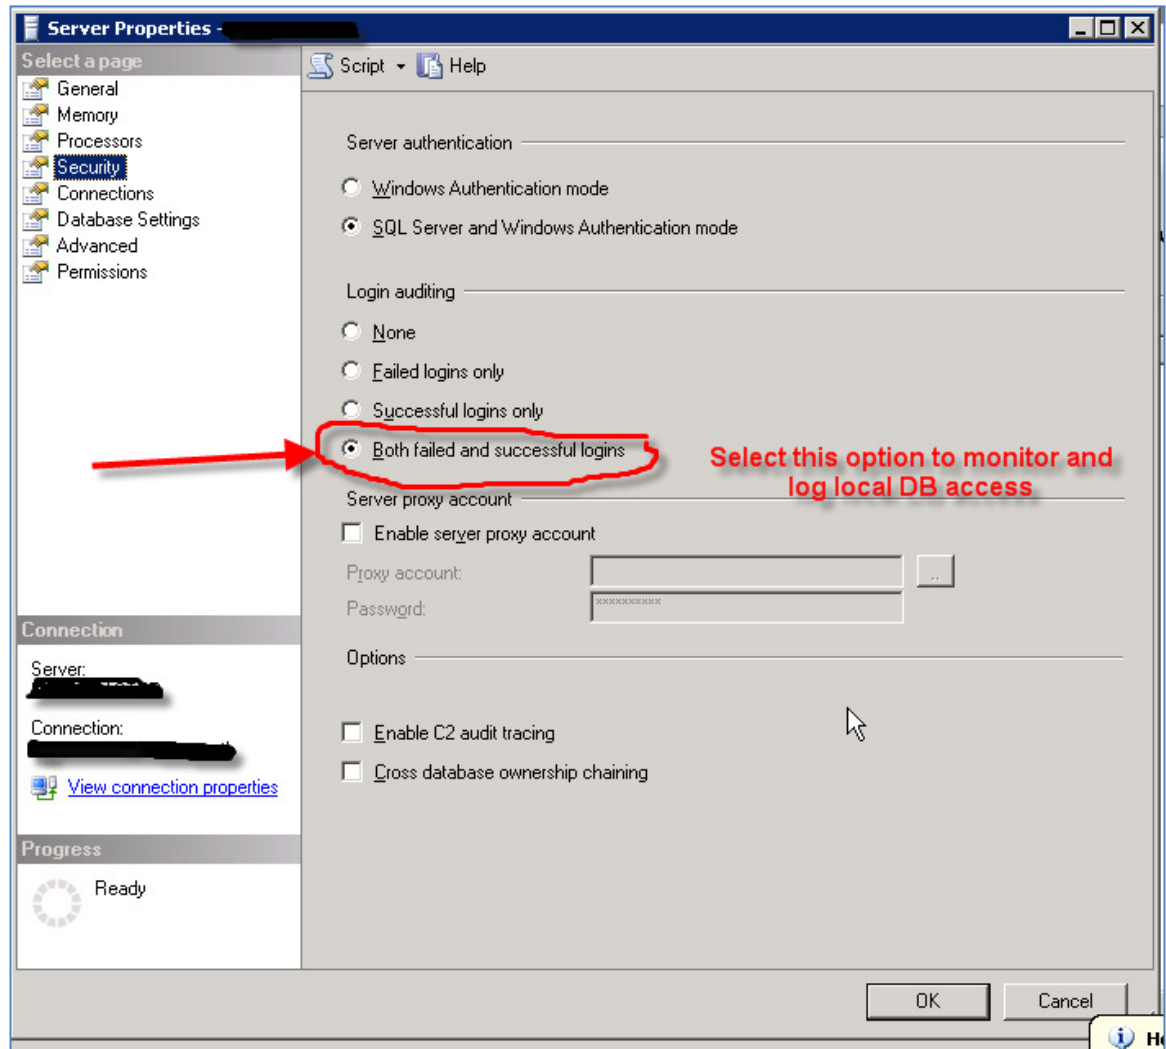 Server Properties -
Select a page
General
Memory
Processors
Security
Connections
Database Settings
Advanced
Permissions
Script Help
Server authentication
Windows Authentication mode
SQL Server and Windows Authentication mode
Login auditing
None
Failed logins only
Successful logins only
Both failed and successful logins
Select this option to monitor and
log local DB access
Server proxy account
Enable server proxy account
Proxy account:
..
Password:
**********
Options
Enable C2 audit tracing
Cross database ownership chaining
Connection
Server:
Connection:
View connection properties
Progress
Ready
OK Cancel